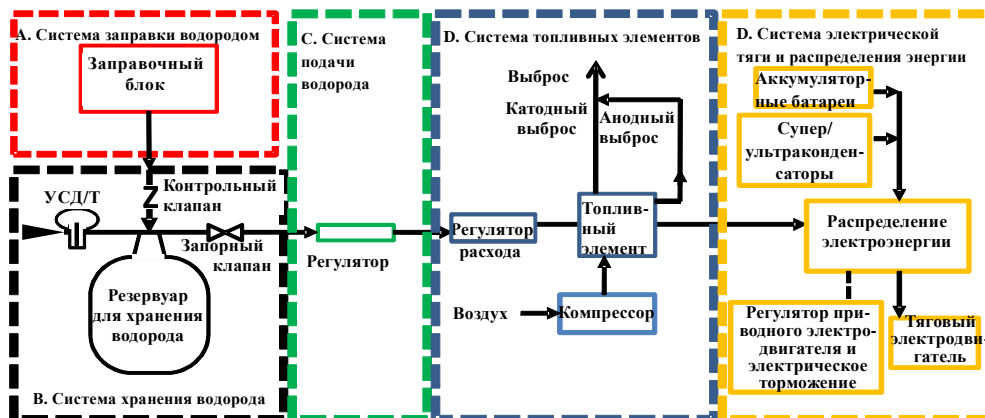 А. Система заправки водородом
Заправочный
блок
УСД/Т
Контрольный
клапан
Запорный
клапан
Резервуар
для хранения
водорода
В. Система хранения водорода
С. Система
подачи
водорода
Регулятор
D. Система топливных элементов
Выброс
Катодный
выброс
Анодный
выброс
Регулятор
расхода
Топлив-
ный
элемент
Воздух
Компрессор
D. Система электрической
тяги и распределения энергии
Аккумулятор-
ные батареи
Супер/
ультраконден-
саторы
Распределение
электроэнергии
Регулятор при-
водного электро-
двигателя и
электрическое
торможение
Тяговый
электродви-
гатель